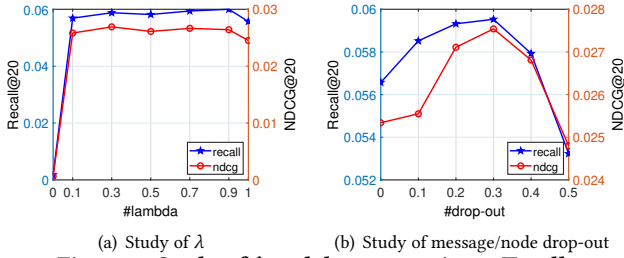 0.06
0.04
0.02
0
Recall@20
0.03
0.02
0.01
0
NDCG@20
0 0.1 0.3 0.5 0.7 0.9 1
#lambda
recall
ndcg
(a) Study of λ
0.06
0.058
0.056
0.054
0.052
Recall@20
0.028
0.027
0.026
0.025
0.024
NDCG@20
0 0.1 0.2 0.3 0.4 0.5
#drop-out
recall
ndcg
(b) Study of message/node drop-out